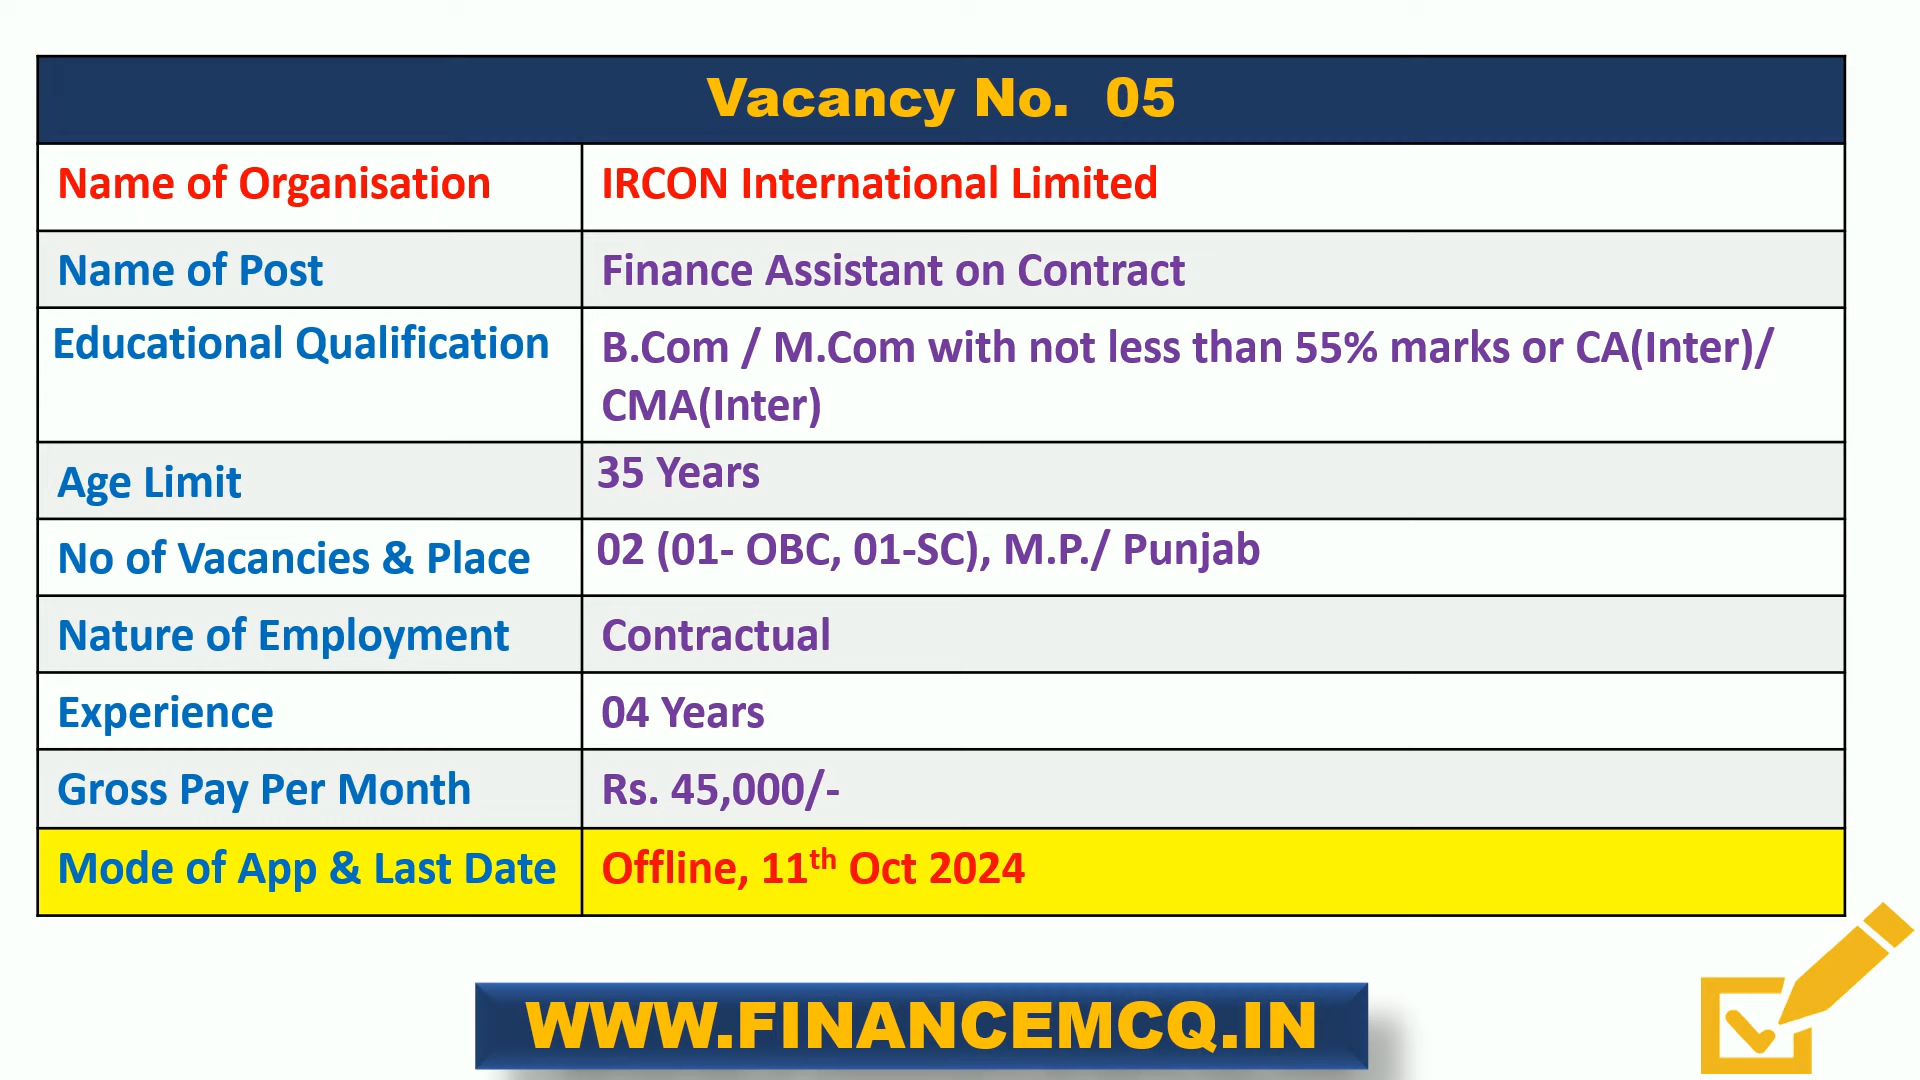 Vacancy No. 05
Name of Organisation IRCON International Limited
Name of Post Finance Assistant on Contract
Educational Qualification B.Com / M.Com with not less than 55% marks or CA(Inter)/
CMA(Inter)
Age Limit 35 Years
No of Vacancies & Place 02 (01- OBC, 01-SC), M.P./ Punjab
Nature of Employment Contractual
Experience 04 Years
Gross Pay Per Month Rs. 45,000/-
Mode of App & Last Date Offline, 11th Oct 2024
WWW.FINANCEMCQ.IN